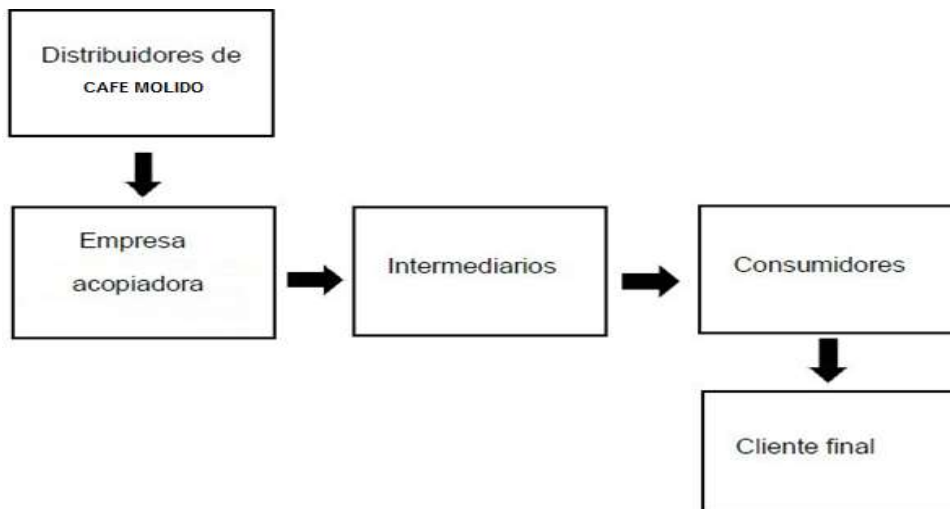 Distribuidores de
CAFE MOLIDO
Empresa
acopiadora
Intermediarios
Consumidores
Cliente final